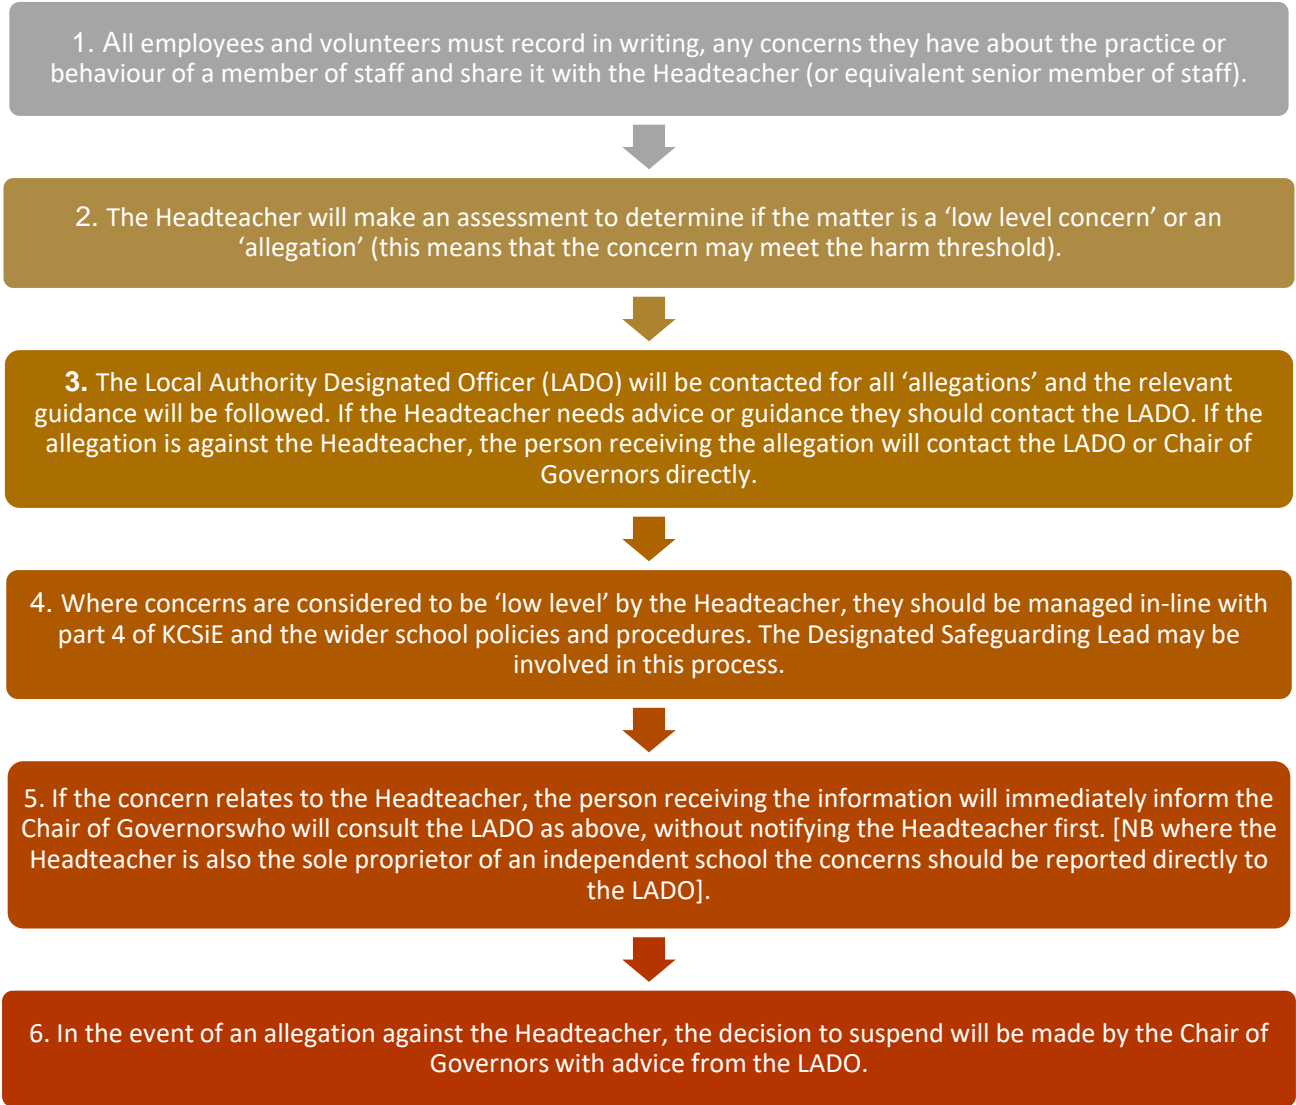 1. All employees and volunteers must record in writing, any concerns they have about the practice or
behaviour of a member of staff and share it with the Headteacher (or equivalent senior member of staff).
2. The Headteacher will make an assessment to determine if the matter is a ‘low level concern’ or an
‘allegation’ (this means that the concern may meet the harm threshold).
3. The Local Authority Designated Officer (LADO) will be contacted for all ‘allegations’ and the relevant
guidance will be followed. If the Headteacher needs advice or guidance they should contact the LADO. If the
allegation is against the Headteacher, the person receiving the allegation will contact the LADO or Chair of
Governors directly.
4. Where concerns are considered to be ‘low level’ by the Headteacher, they should be managed in-line with
part 4 of KCSiE and the wider school policies and procedures. The Designated Safeguarding Lead may be
involved in this process.
5. If the concern relates to the Headteacher, the person receiving the information will immediately inform the
Chair of Governorswho will consult the LADO as above, without notifying the Headteacher first. [NB where the
Headteacher is also the sole proprietor of an independent school the concerns should be reported directly to
the LADO].
6. In the event of an allegation against the Headteacher, the decision to suspend will be made by the Chair of
Governors with advice from the LADO.